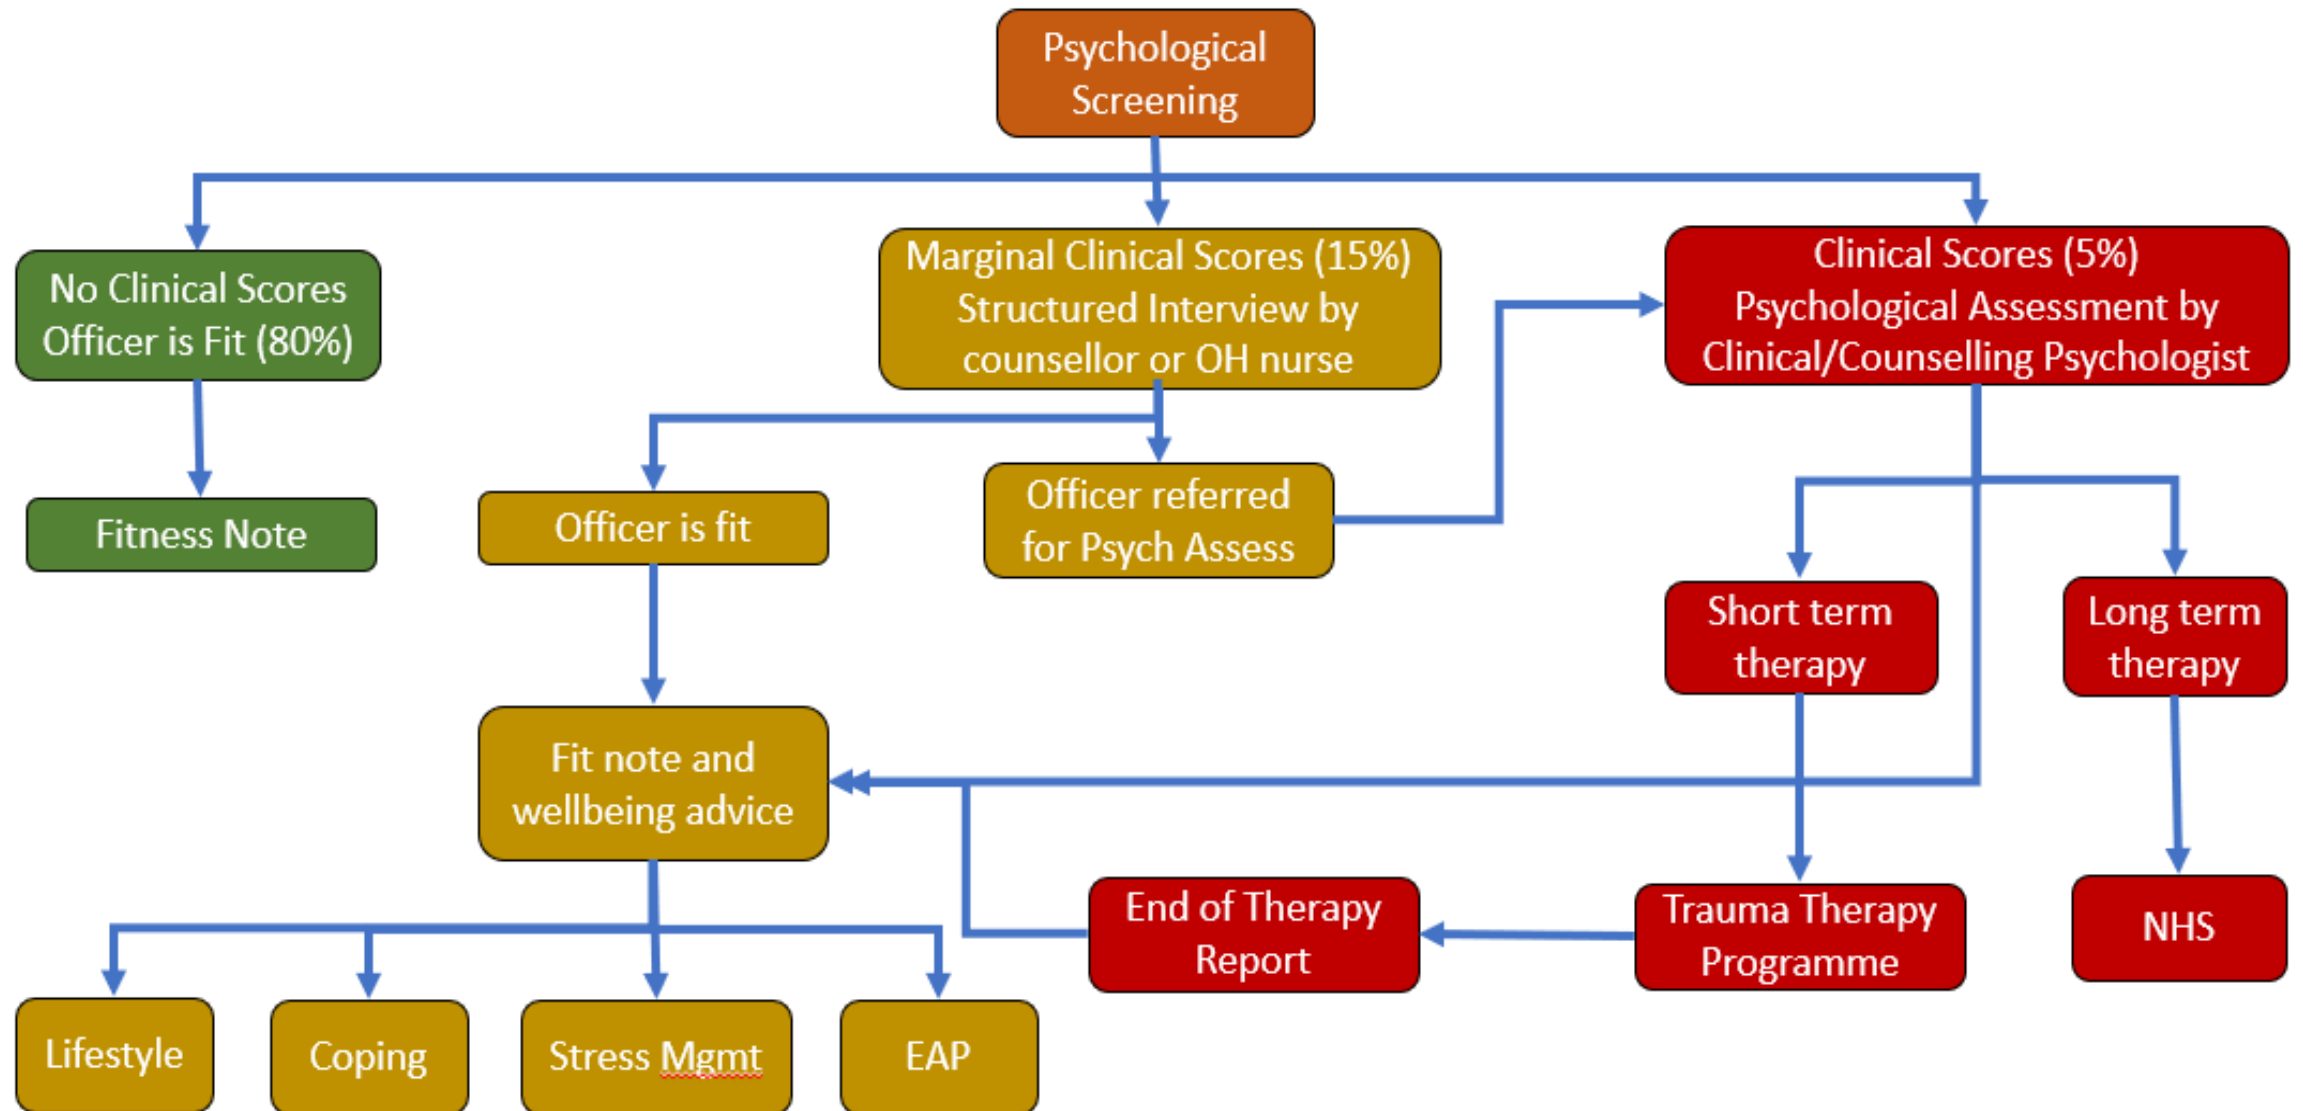 Psychological
Screening
No Clinical Scores
Officer is Fit (80%)
Marginal Clinical Scores (15%)
Structured Interview by
counsellor or OH nurse
Clinical Scores (5%)
Psychological Assessment by
Clinical/Counselling Psychologist
Fitness Note
Officer is fit
Officer referred
for Psych Assess
Short term
therapy
Long term
therapy
Fit note and
wellbeing advice
End of Therapy
Report
Trauma Therapy
Programme
NHS
Lifestyle
Coping
Stress Mgmt
EAP